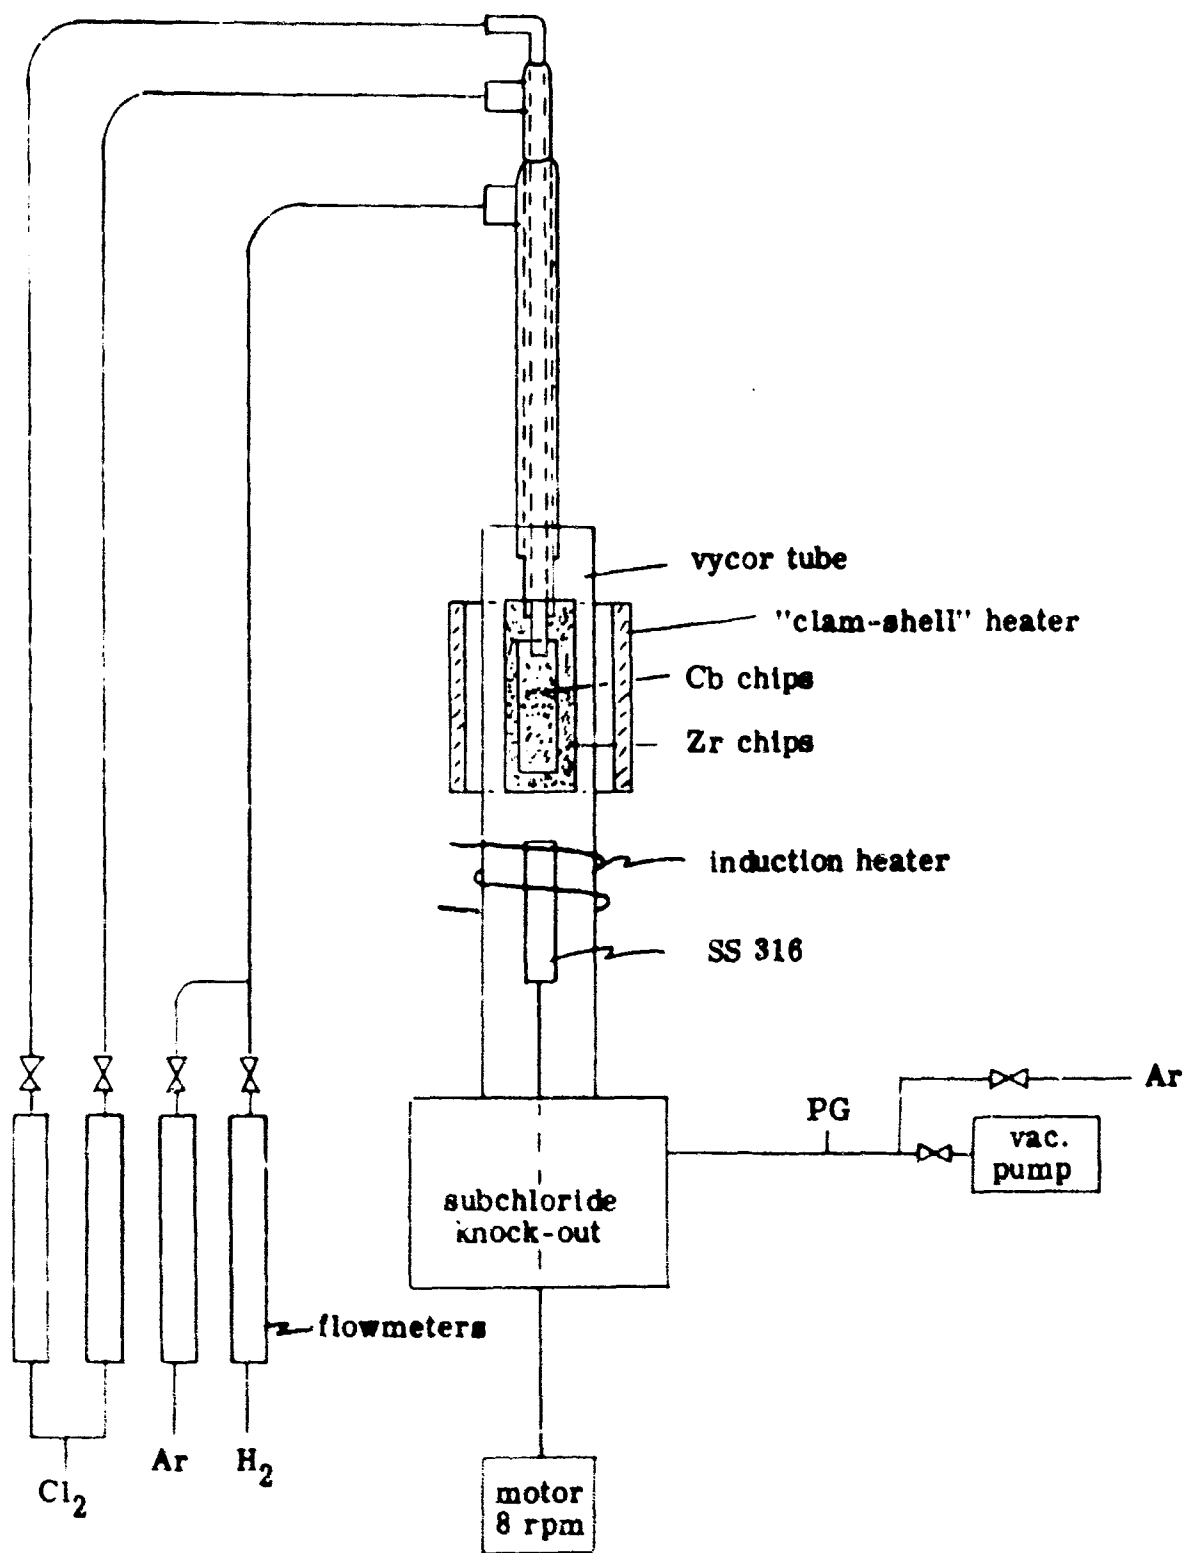 vycor tube
"clam-shell" heater
Cb chips
Zr chips
induction heater
SS 316
Ar
PG
vac.
pump
subchloride
knock-out
flowmeters
Ar
H2
Cl2
motor
8 rpm